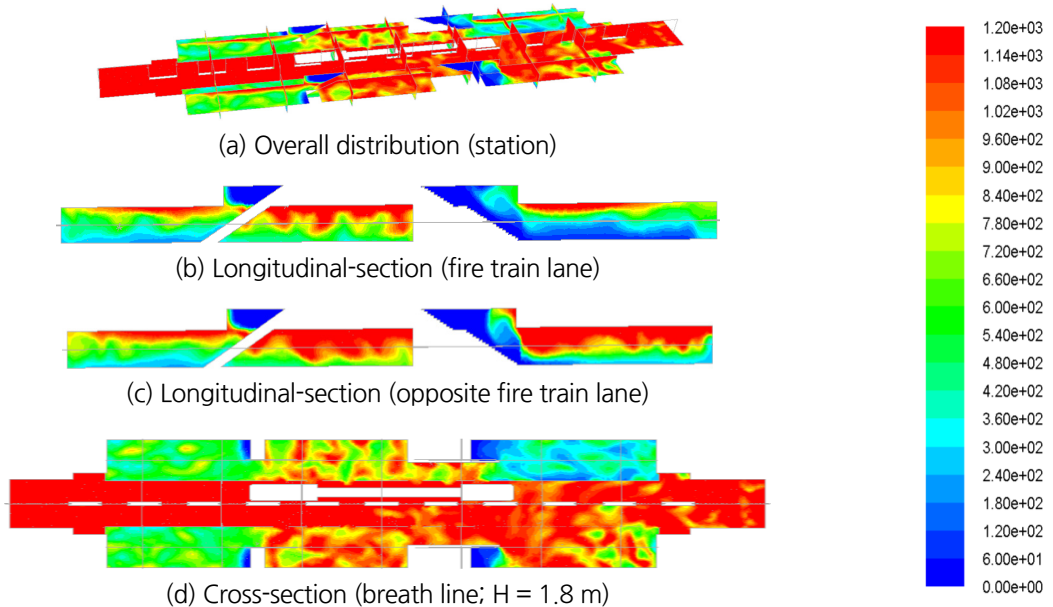 (a) Overall distribution (station)
(b) Longitudinal-section (fire train lane)
(c) Longitudinal-section (opposite fire train lane)
(d) Cross-section (breath line; H = 1.8 m)
1.20e+03
1.14e+03
1.08e+03
1.02e+03
9.60e+02
9.00e+02
8.40e+02
7.80e+02
7.20e+02
6.60e+02
6.00e+02
5.40e+02
4.80e+02
4.20e+02
3.60e+02
3.00e+02
2.40e+02
1.80e+02
1.20e+02
6.00e+01
0.00e+00